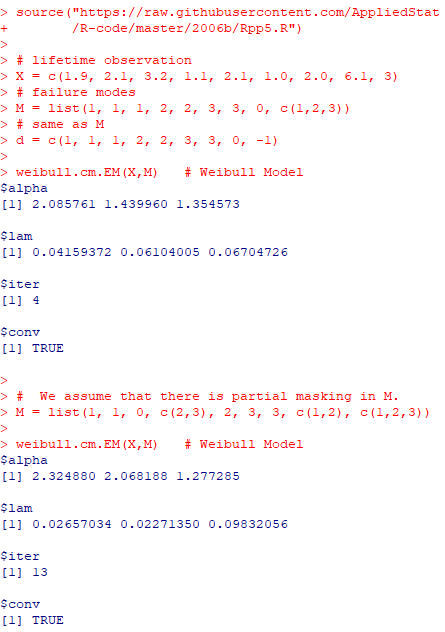 > source("https://raw.githubusercontent.com/AppliedStat
+        /R-code/master/2006b/Rpp5.R")
>
> # lifetime observation
> X = c(1.9, 2.1, 3.2, 1.1, 2.1, 1.0, 2.0, 6.1, 3)
> # failure modes
> M = list(1, 1, 1, 2, 2, 3, 3, 0, c(1,2,3))
> # same as M
> d = c(1, 1, 1, 2, 2, 3, 3, 0, -1)
>
> weibull.cm.EM(X,M)   # Weibull Model
$alpha
[1] 2.085761 1.439960 1.354573

$lam
[1] 0.04159372 0.06104005 0.06704726

$iter
[1] 4

$conv
[1] TRUE

>
> #  We assume that there is partial masking in M.
> M = list(1, 1, 0, c(2,3), 2, 3, 3, c(1,2), c(1,2,3))
>
> weibull.cm.EM(X,M)   # Weibull Model
$alpha
[1] 2.324880 2.068188 1.277285

$lam
[1] 0.02657034 0.02271350 0.09832056

$iter
[1] 13

$conv
[1] TRUE